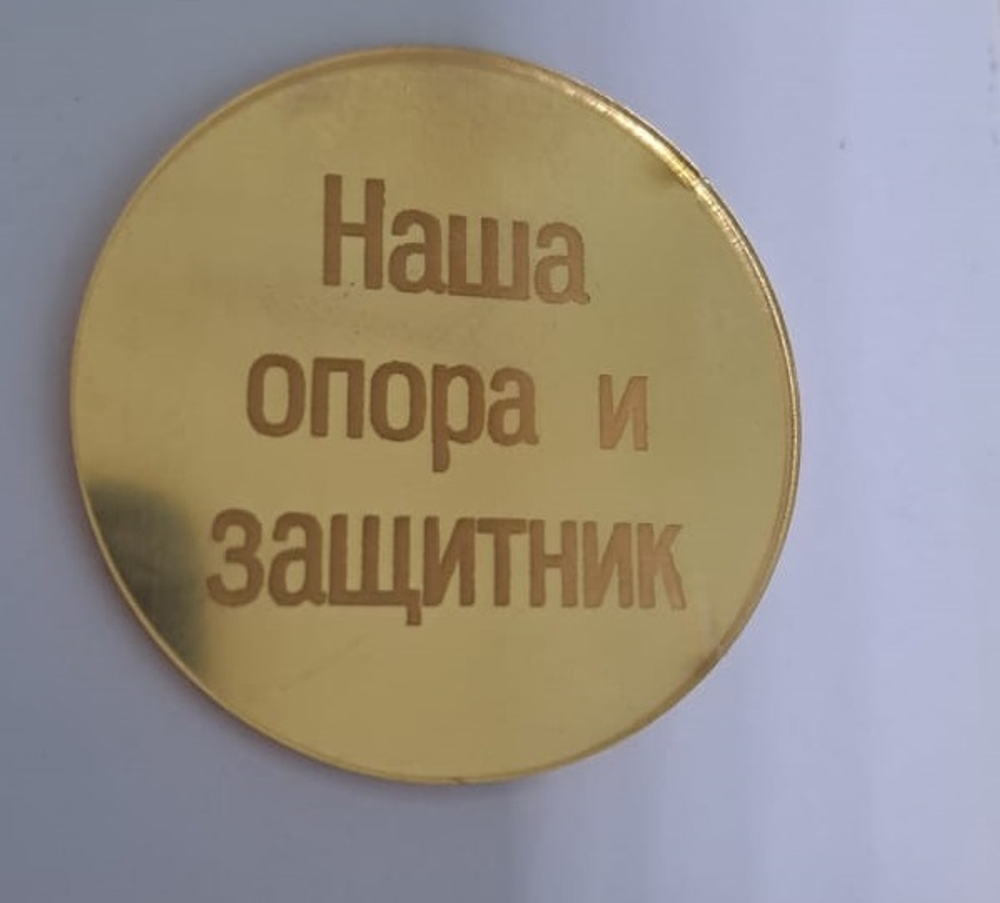 Наша
опора и
защитник